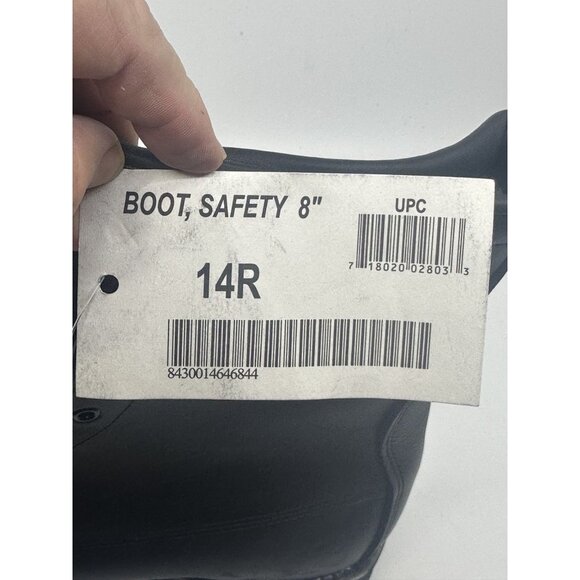 BOOT, SAFETY 8"
UPC
7 18020 02803 3
14R
8430014646844